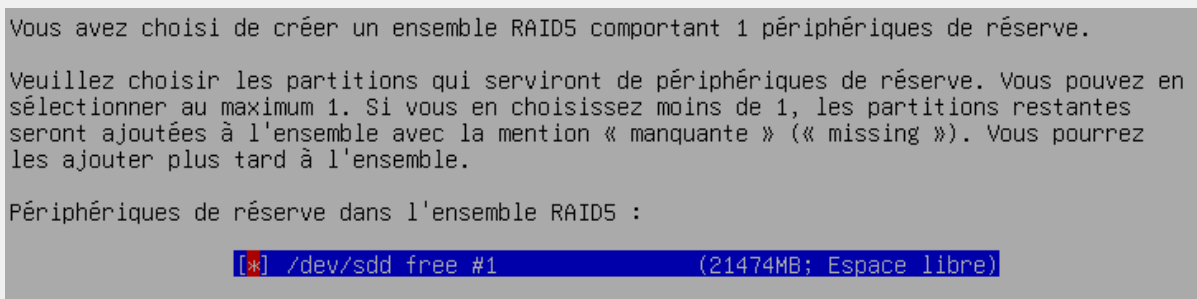 Vous avez choisi de créer un ensemble RAID5 comportant 1 périphériques de réserve.
Veuillez choisir les partitions qui serviront de périphériques de réserve. Vous pouvez en
sélectionner au maximum 1. Si vous en choisissez moins de 1, les partitions restantes
seront ajoutées à l'ensemble avec la mention « manquante » (« missing »). Vous pourrez
les ajouter plus tard à l'ensemble.
Périphériques de réserve dans l'ensemble RAID5 :
[*] /dev/sdd free #1 (21474MB; Espace libre)